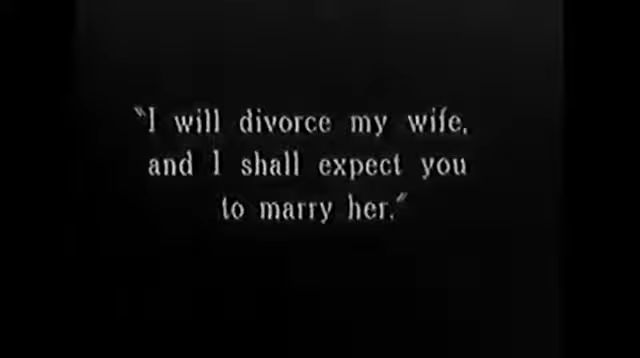 "I will divorce my wife,
and I shall expect you
to marry her."